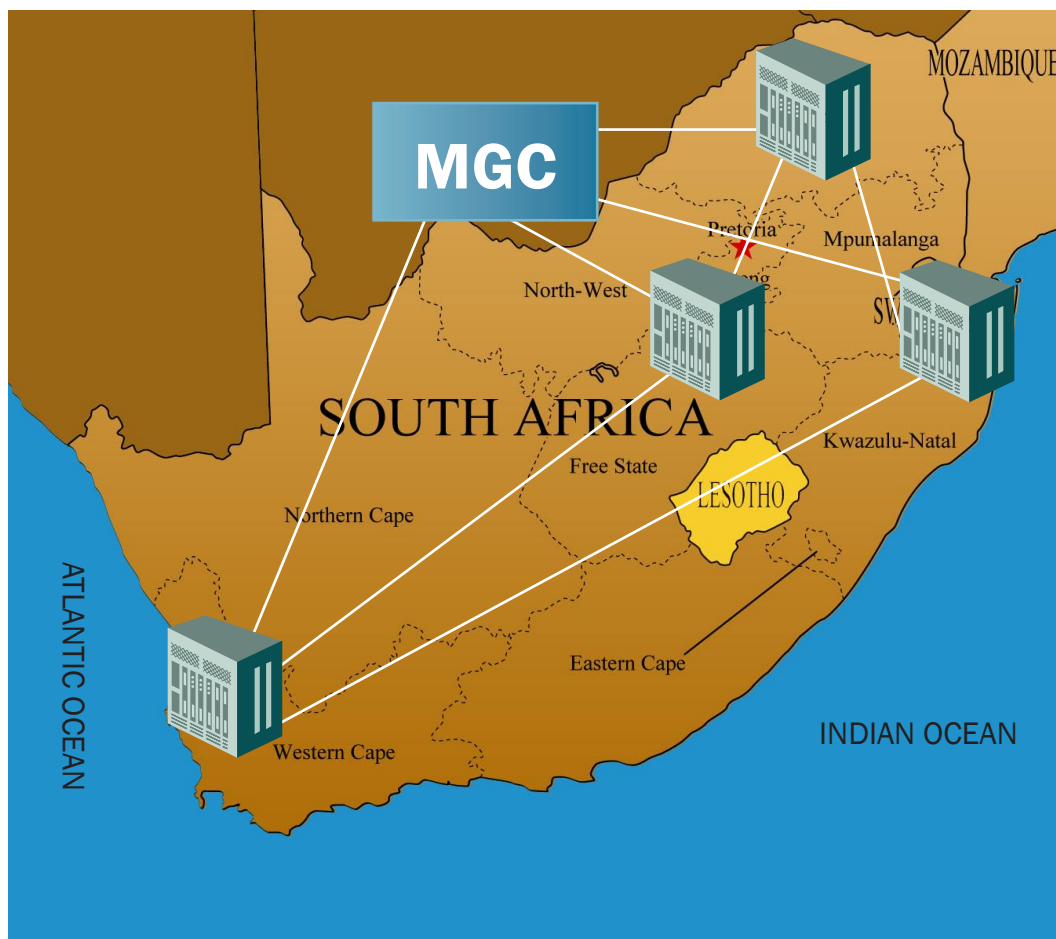 MOZAMBIQUE
MGC
Pretoria
Mpumalanga
North-West
SOUTH AFRICA
Kwazulu-Natal
Free State
LESOTHO
Northern Cape
ATLANTIC OCEAN
Eastern Cape
INDIAN OCEAN
Western Cape